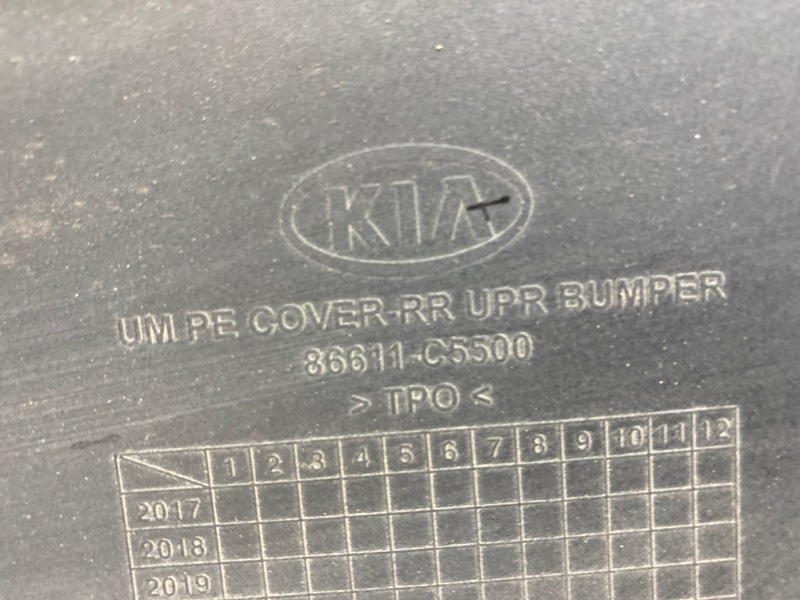 KIA
UM PE COVER-RR UPR BUMPER
86611-C5500
> TPO <
1 2 3 4 5 6 7 8 9 10 11 12
2017
2018
2019